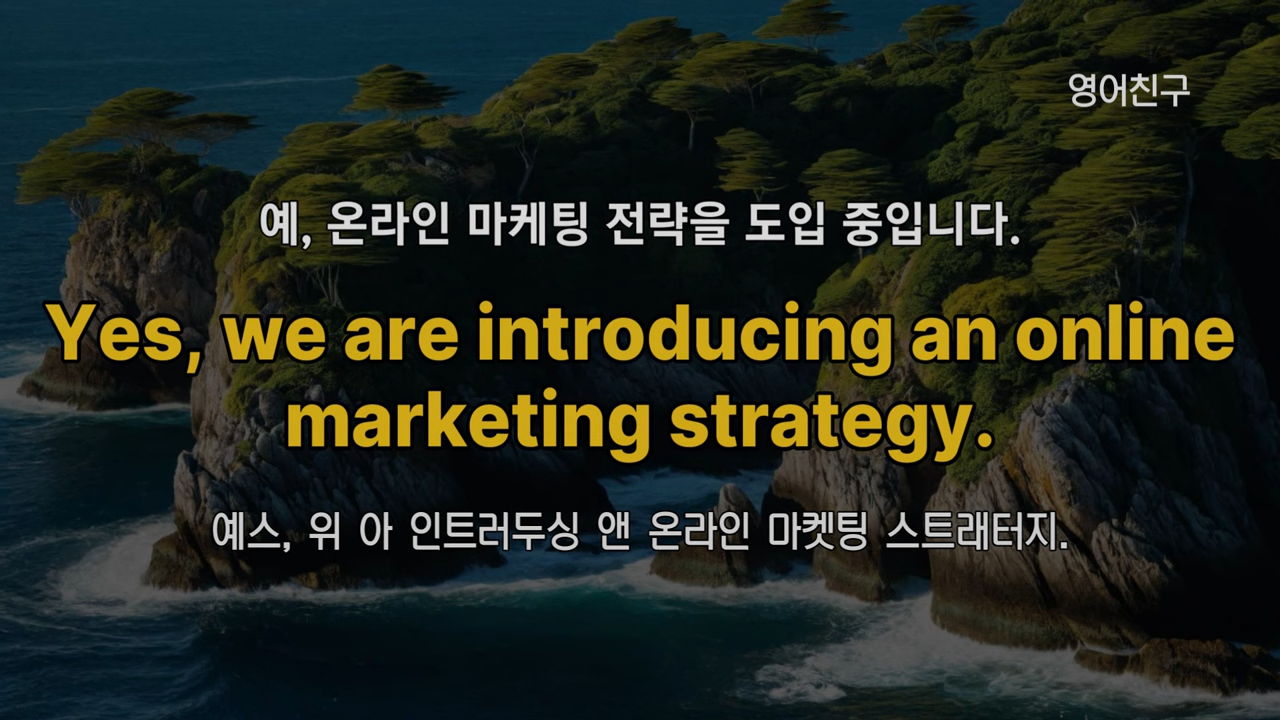 영어친구
예, 온라인 마케팅 전략을 도입 중입니다.
Yes, we are introducing an online
marketing strategy.
예스, 위 아 인트러두싱 앤 온라인 마켓팅 스트래터지.